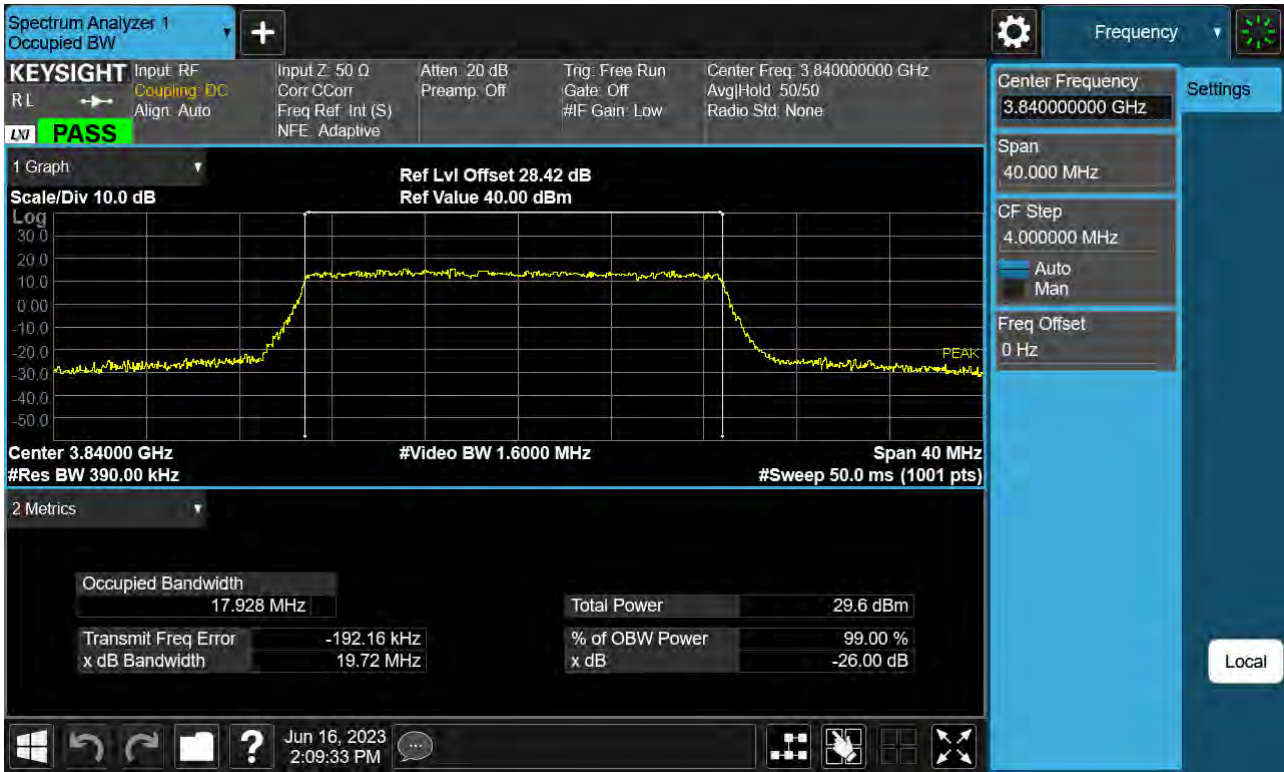 Spectrum Analyzer 1
Occupied BW
Frequency
KEYSIGHT
RL
LXI
PASS
Input: RF
Coupling: DC
Align: Auto
Input Z: 50 Ω
Corr CCorr
Freq Ref: Int (S)
NFE: Adaptive
Atten: 20 dB
Preamp: Off
Trig: Free Run
Gate: Off
#IF Gain: Low
Center Freq: 3.840000000 GHz
Avg|Hold: 50/50
Radio Std: None
Center Frequency
3.840000000 GHz
Settings
Span
40.000 MHz
CF Step
4.000000 MHz
Auto
Man
Freq Offset
0 Hz
1 Graph
Ref Lvl Offset 28.42 dB
Scale/Div 10.0 dB
Ref Value 40.00 dBm
Log
30.0
20.0
10.0
0.00
-10.0
-20.0
-30.0
-40.0
-50.0
PEAK
Center 3.84000 GHz
#Video BW 1.6000 MHz
Span 40 MHz
#Res BW 390.00 kHz
#Sweep 50.0 ms (1001 pts)
2 Metrics
Occupied Bandwidth
17.928 MHz
Total Power 29.6 dBm
Transmit Freq Error -192.16 kHz
% of OBW Power 99.00 %
x dB Bandwidth 19.72 MHz
x dB -26.00 dB
Local
?
Jun 16, 2023
2:09:33 PM